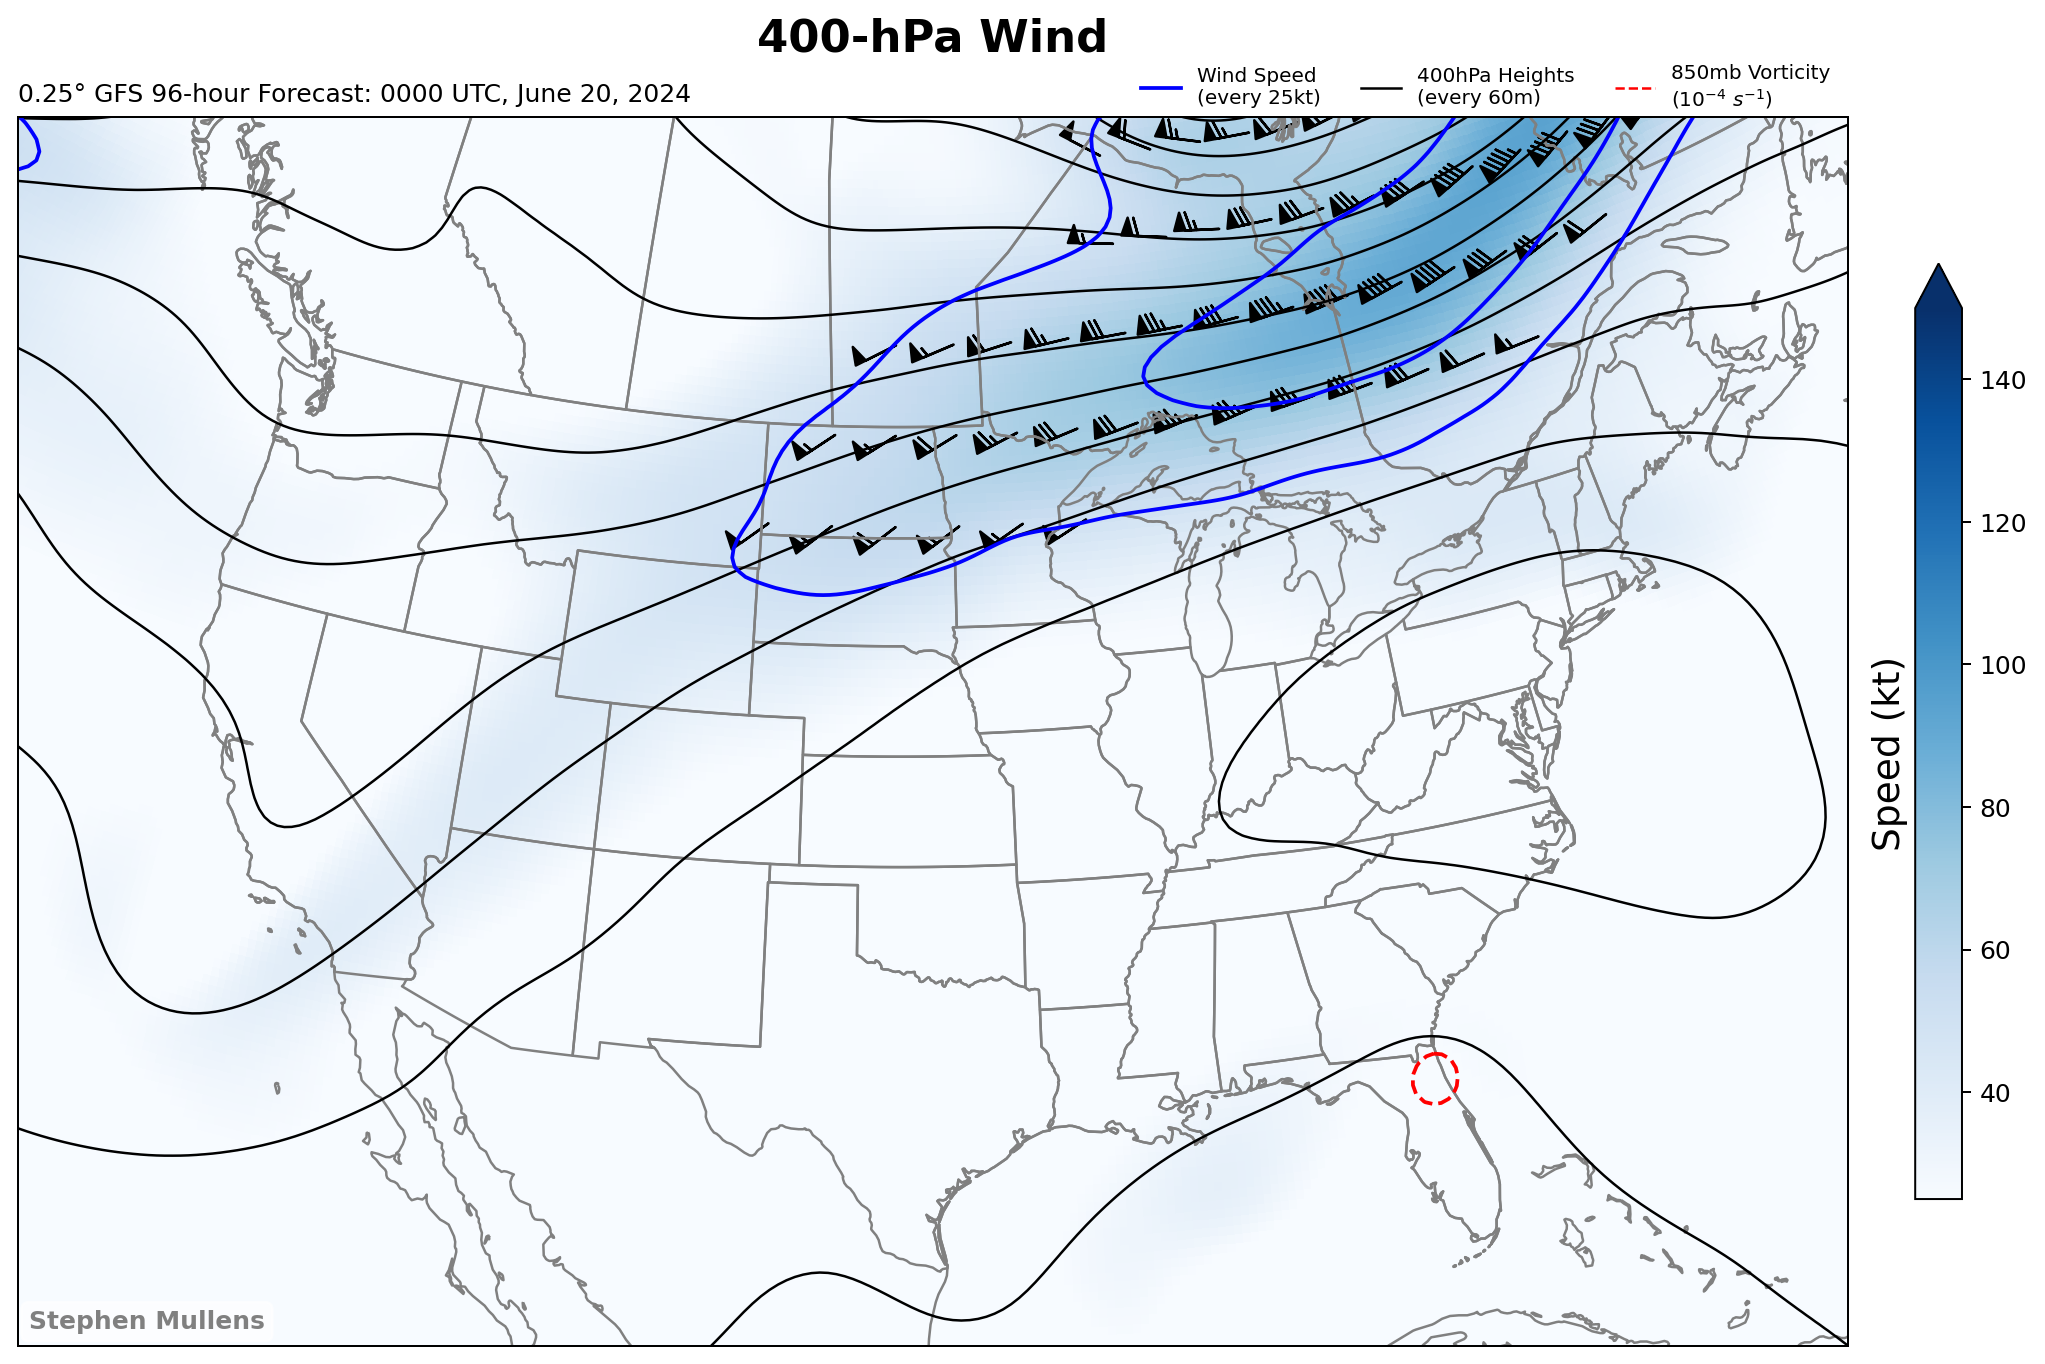 400-hPa Wind
0.25° GFS 96-hour Forecast: 0000 UTC, June 20, 2024
Wind Speed
(every 25kt)
400hPa Heights
(every 60m)
850mb Vorticity
(10⁻⁴ s⁻¹)
140
120
100
80
60
40
Speed (kt)
Stephen Mullens